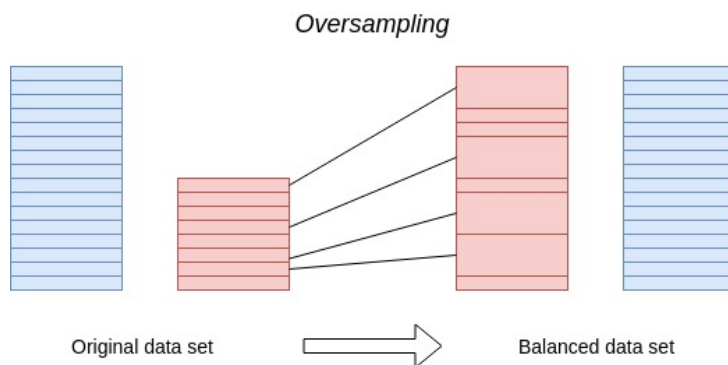 Oversampling
Original data set
Balanced data set